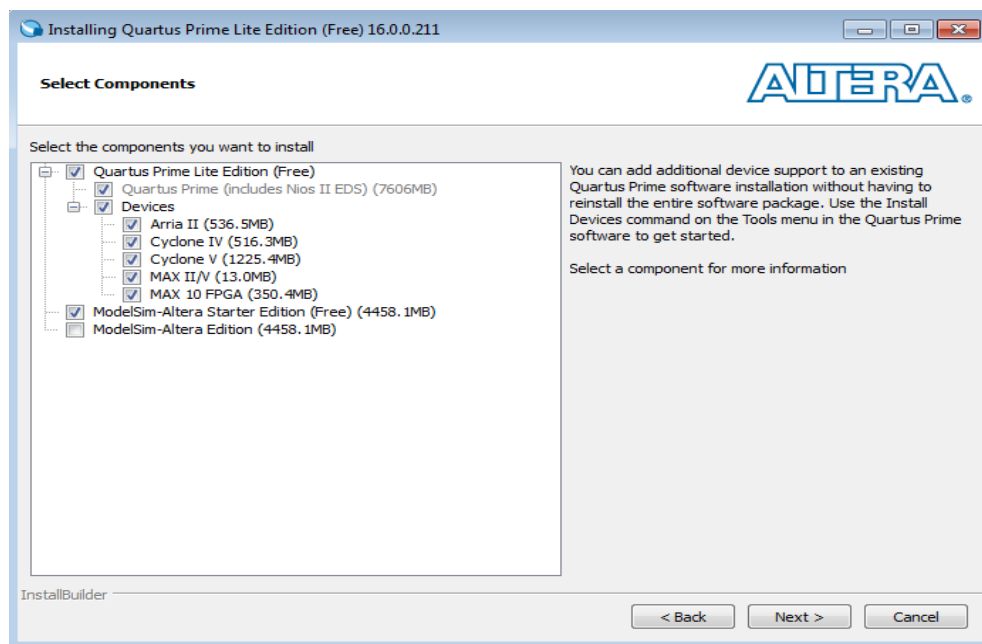 Installing Quartus Prime Lite Edition (Free) 16.0.0.211
Select Components
ALTERA®
Select the components you want to install
Quartus Prime Lite Edition (Free)
Quartus Prime (includes Nios II EDS) (7606MB)
Devices
Arria II (536.5MB)
Cyclone IV (516.3MB)
Cyclone V (1225.4MB)
MAX II/V (13.0MB)
MAX 10 FPGA (350.4MB)
ModelSim-Altera Starter Edition (Free) (4458.1MB)
ModelSim-Altera Edition (4458.1MB)
You can add additional device support to an existing
Quartus Prime software installation without having to
reinstall the entire software package. Use the Install
Devices command on the Tools menu in the Quartus Prime
software to get started.
Select a component for more information
InstallBuilder
< Back
Next >
Cancel